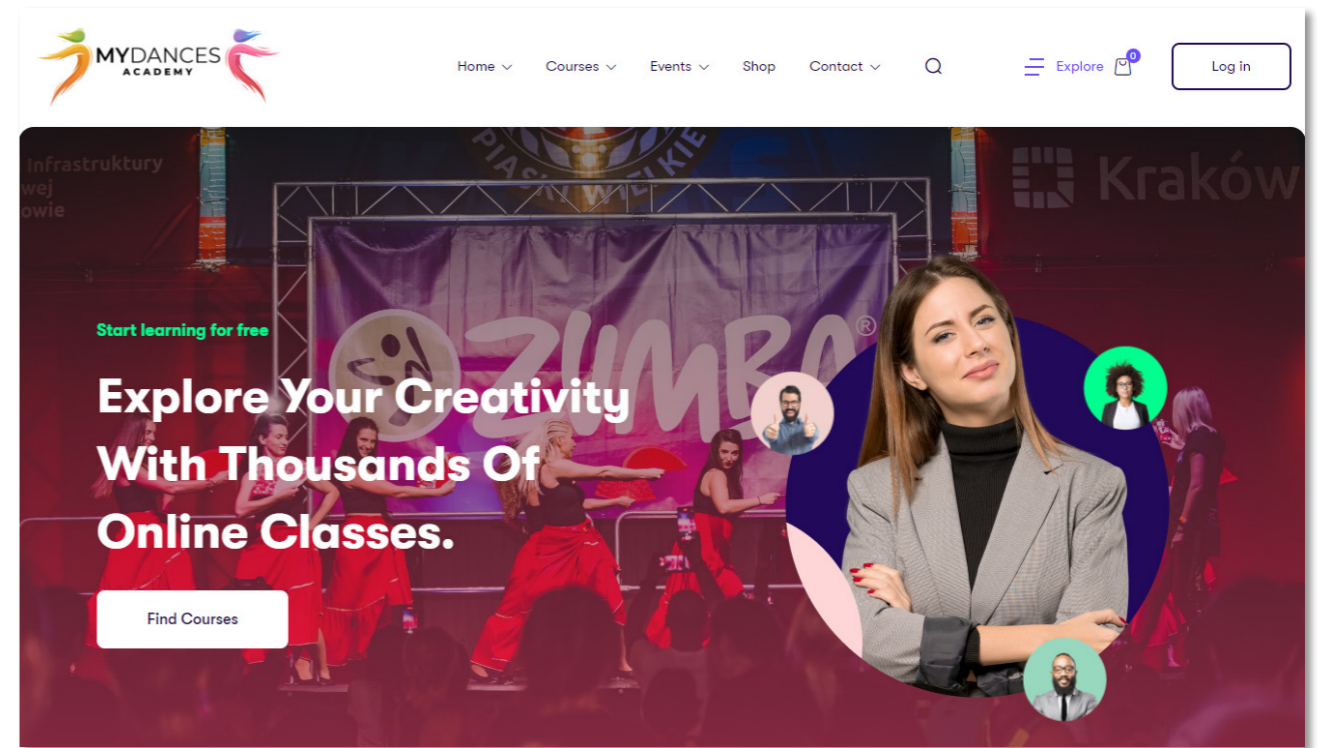 MYDANCES
ACADEMY
Home
Courses
Events
Shop
Contact
Explore
0
Log in
Infrastruktury
wej
owie
PIASKI WIELKIE
Kraków
ZUMBA®
Start learning for free
Explore Your Creativity
With Thousands Of
Online Classes.
Find Courses